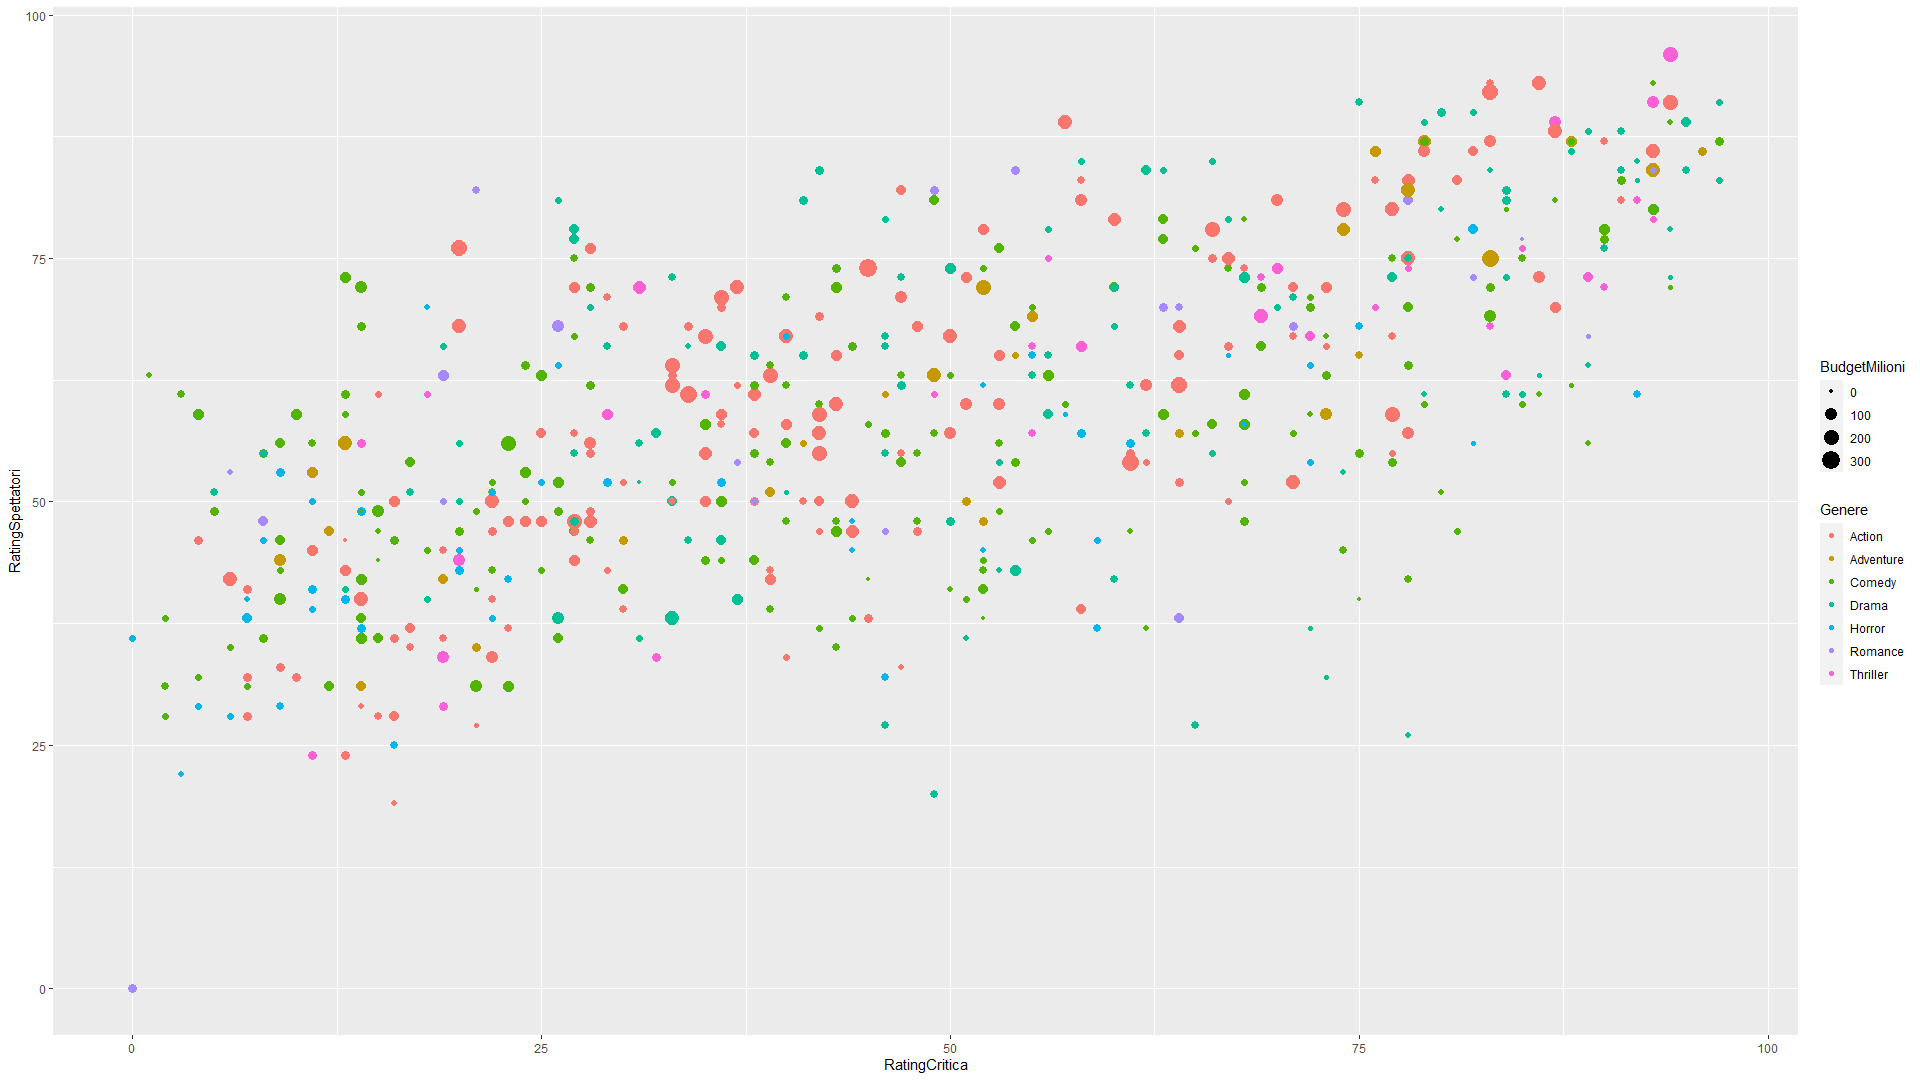 100
75
50
25
0
RatingSpettatori
0
25
50
75
100
RatingCritica
BudgetMilioni
0
100
200
300
Genere
Action
Adventure
Comedy
Drama
Horror
Romance
Thriller